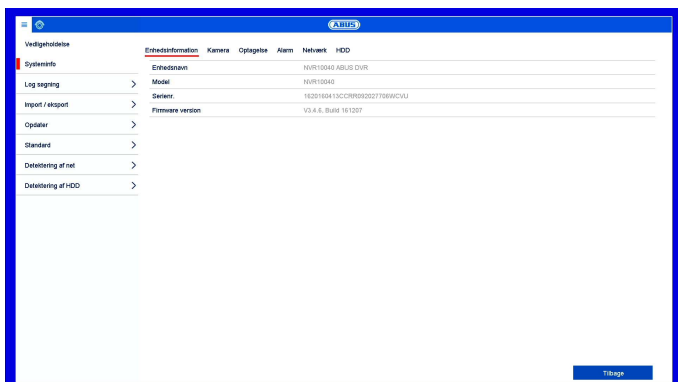 ABUS
Vedligeholdelse
Systeminfo
Log søgning
Import / eksport
Opdater
Standard
Detektering af net
Detektering af HDD
Enhedsinformation Kamera Optagelse Alarm Netværk HDD
Enhedsnavn NVR10040 ABUS DVR
Model NVR10040
Serienr. 1620160413CCRR092027706WCVU
Firmware version V3.4.6, Build 161207
Tilbage